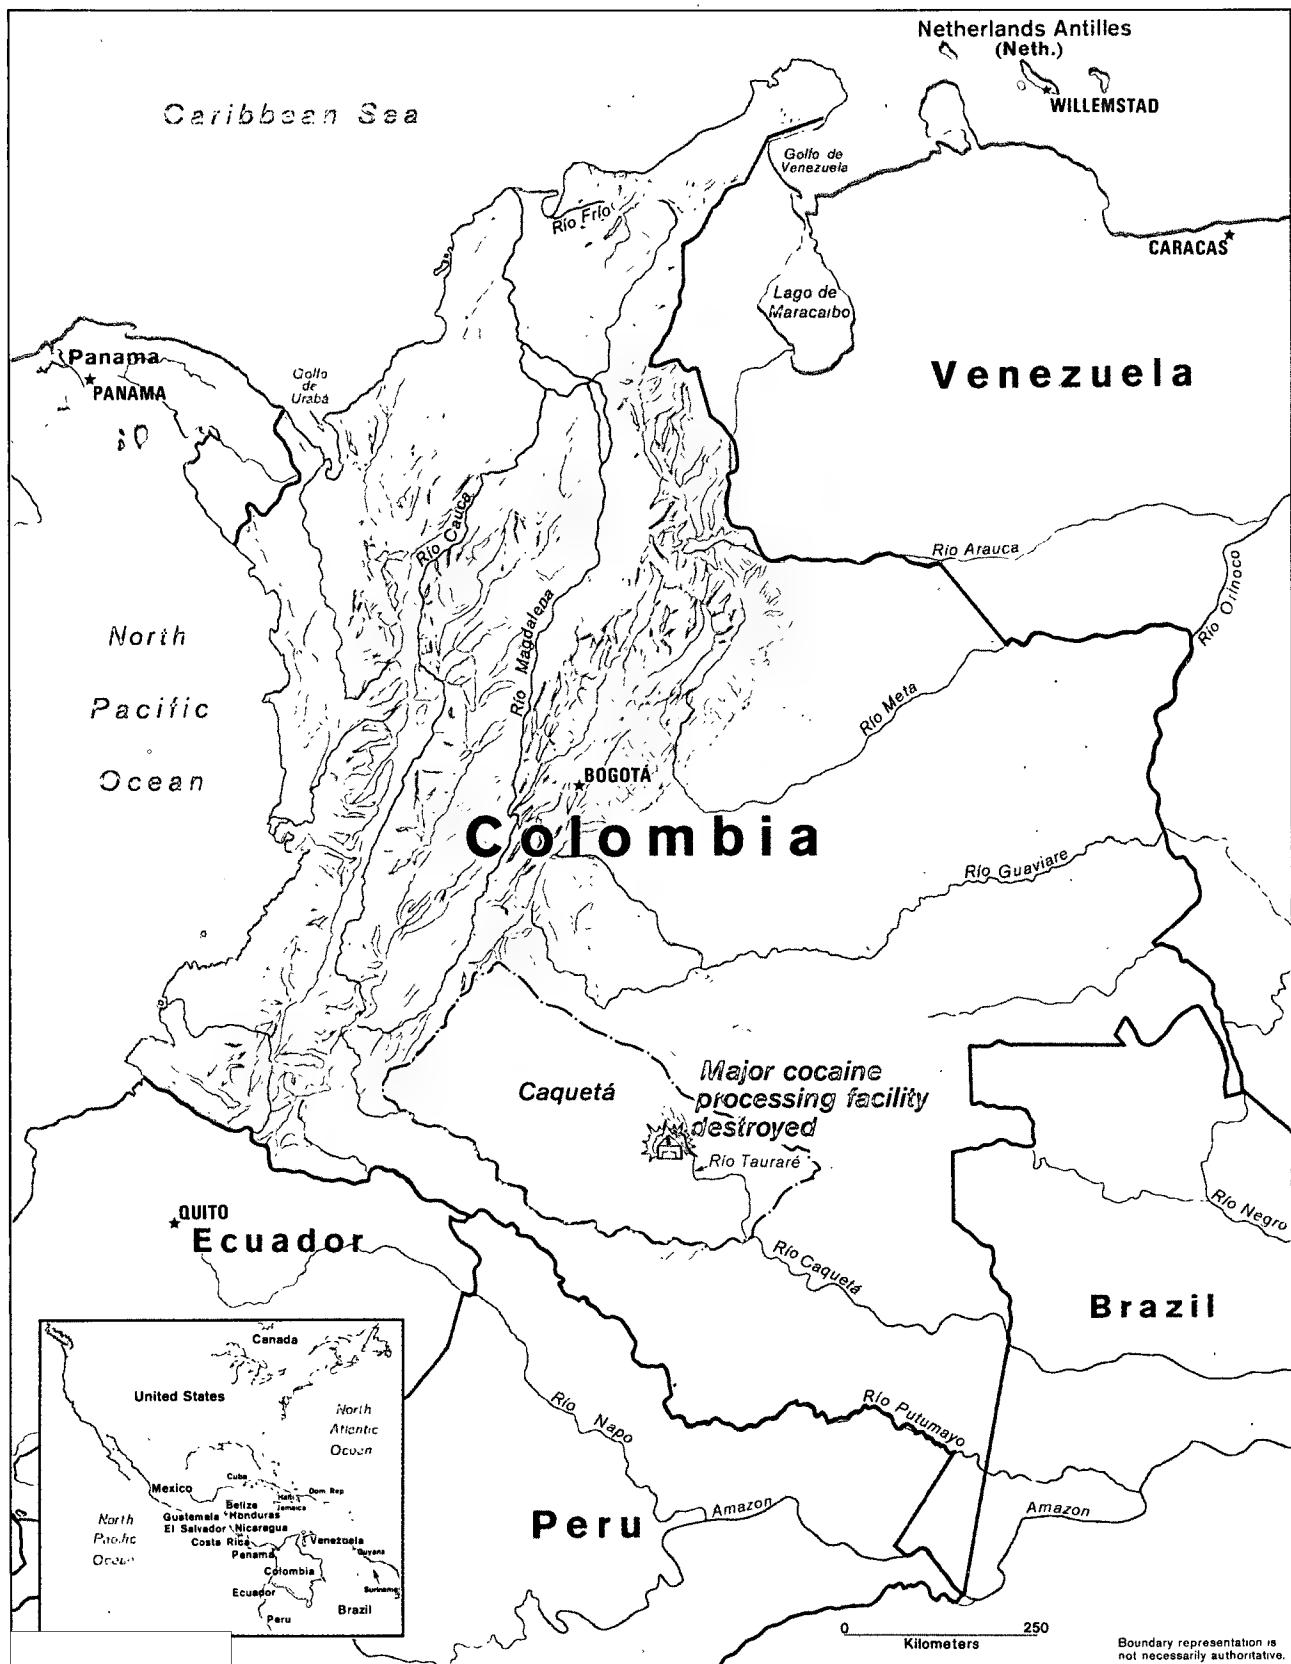 Netherlands Antilles
(Neth.)
WILLEMSTAD
Caribbean Sea
Golfo de
Venezuela
Río Frío
CARACAS
Lago de
Maracaibo
Panama
PANAMA
Golfo
de
Urabá
Venezuela
Río Cauca
Río Arauca
Río Orinoco
Río Magdalena
North
Pacific
Ocean
Río Meta
BOGOTÁ
Colombia
Río Guaviare
Major cocaine
processing facility
destroyed
Caquetá
Río Tauraré
Río Negro
QUITO
Ecuador
Río Caquetá
Brazil
Canada
United States
North
Atlantic
Ocean
Cuba
Mexico
Haiti
Dom Rep
Jamaica
Belize
Guatemala
Honduras
El Salvador
Nicaragua
Costa Rica
Panama
Venezuela
Guyana
Colombia
Suriname
Ecuador
Brazil
Peru
North
Pacific
Ocean
Río Napo
Río Putumayo
Amazon
Amazon
Peru
0
250
Kilometers
Boundary representation is
not necessarily authoritative.